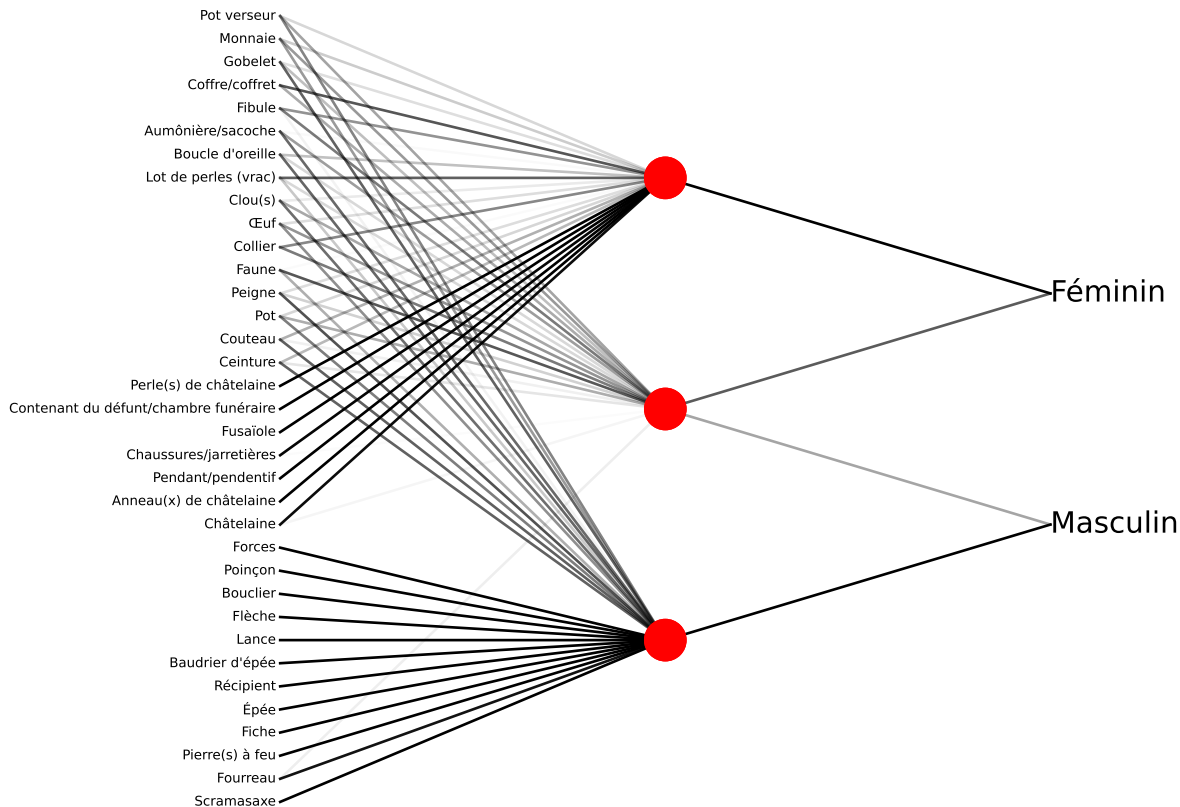 Pot verseur
Monnaie
Gobelet
Coffre/coffret
Fibule
Aumônière/sacoche
Boucle d'oreille
Lot de perles (vrac)
Clou(s)
Œuf
Collier
Faune
Peigne
Pot
Couteau
Ceinture
Perle(s) de châtelaine
Contenant du défunt/chambre funéraire
Fusaïole
Chaussures/jarretières
Pendant/pendentif
Anneau(x) de châtelaine
Châtelaine
Forces
Poinçon
Bouclier
Flèche
Lance
Baudrier d'épée
Récipient
Épée
Fiche
Pierre(s) à feu
Fourreau
Scramasaxe
Féminin
Masculin